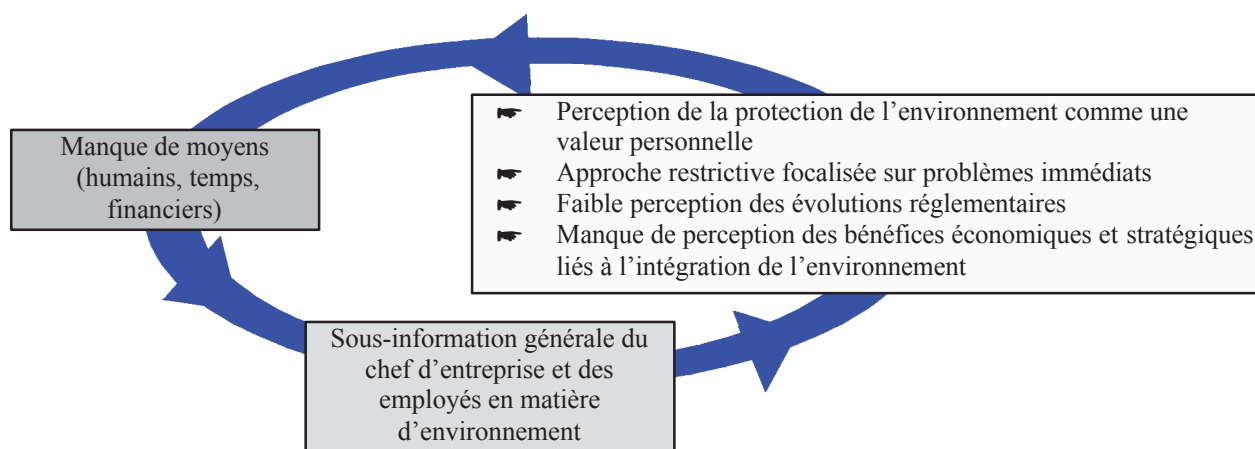 Manque de moyens
(humains, temps,
financiers)
☛ Perception de la protection de l’environnement comme une
valeur personnelle
☛ Approche restrictive focalisée sur problèmes immédiats
☛ Faible perception des évolutions réglementaires
☛ Manque de perception des bénéfices économiques et stratégiques
liés à l’intégration de l’environnement
Sous-information générale du
chef d’entreprise et des
employés en matière
d’environnement